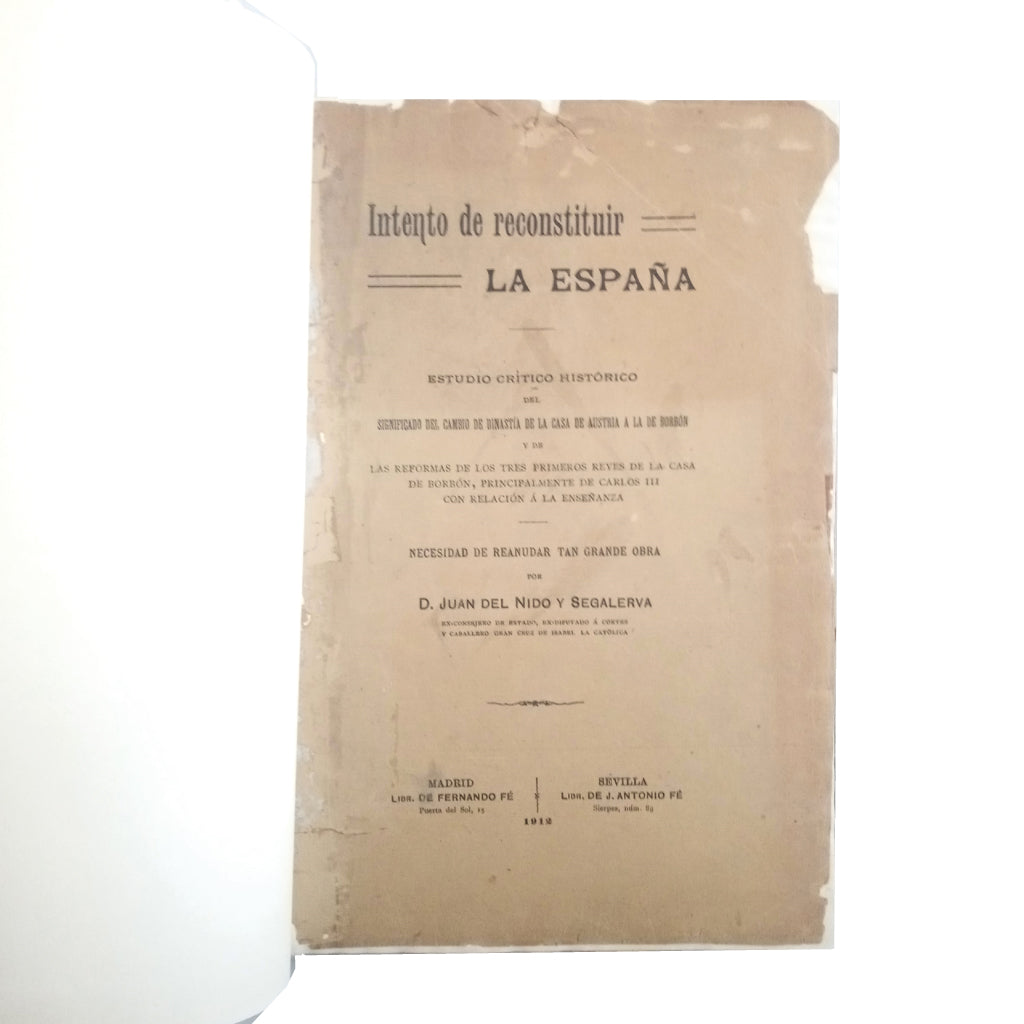 Intento de reconstituir
LA ESPAÑA
ESTUDIO CRÍTICO HISTÓRICO
DEL
SIGNIFICADO DEL CAMBIO DE DINASTÍA DE LA CASA DE AUSTRIA A LA DE BORBÓN
Y DE
LAS REFORMAS DE LOS TRES PRIMEROS REYES DE LA CASA
DE BORBÓN, PRINCIPALMENTE DE CARLOS III
CON RELACIÓN Á LA ENSEÑANZA
NECESIDAD DE REANUDAR TAN GRANDE OBRA
POR
D. JUAN DEL NIDO Y SEGALERVA
EX-CONSEJERO DE ESTADO, EX-DIPUTADO Á CORTES
Y CABALLERO GRAN CRUZ DE ISABEL LA CATÓLICA
MADRID
LIBR. DE FERNANDO FÉ
Puerta del Sol, 15
SEVILLA
LIBR. DE J. ANTONIO FÉ
Sierpes, núm. 89
1912